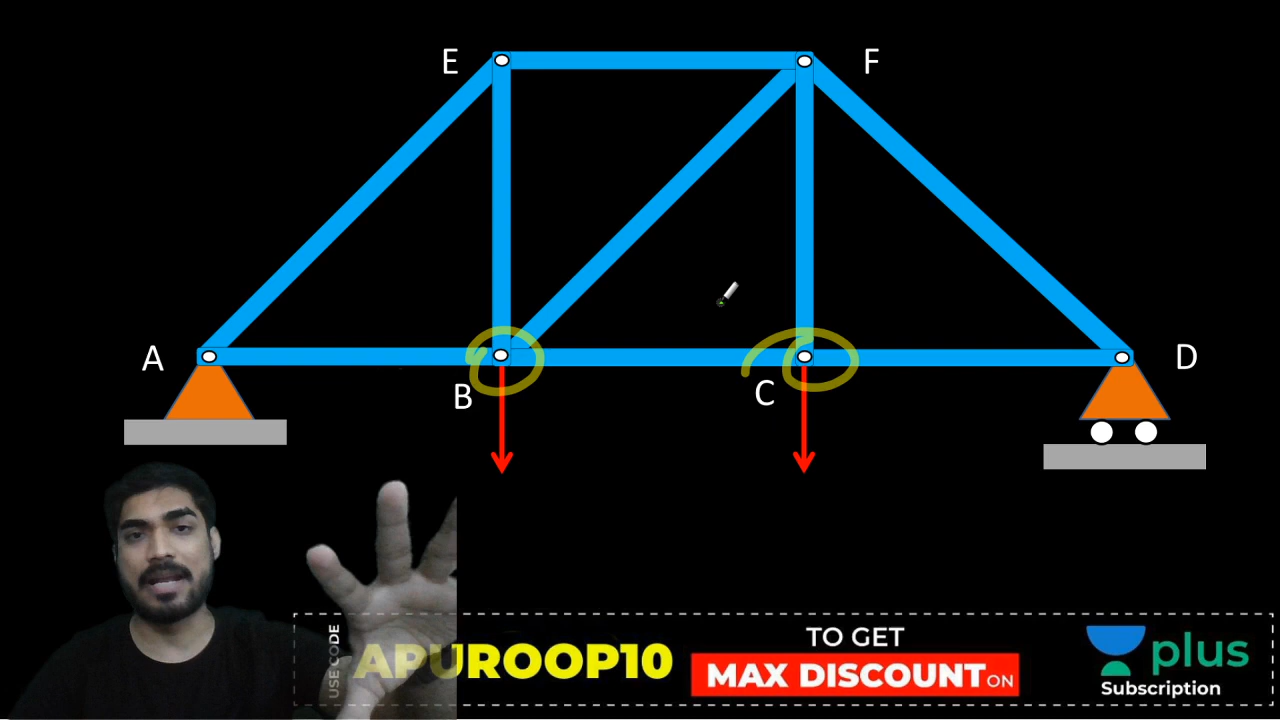 E
F
A
B
C
D
USE CODE
APUROOP10
TO GET
MAX DISCOUNT ON
plus
Subscription